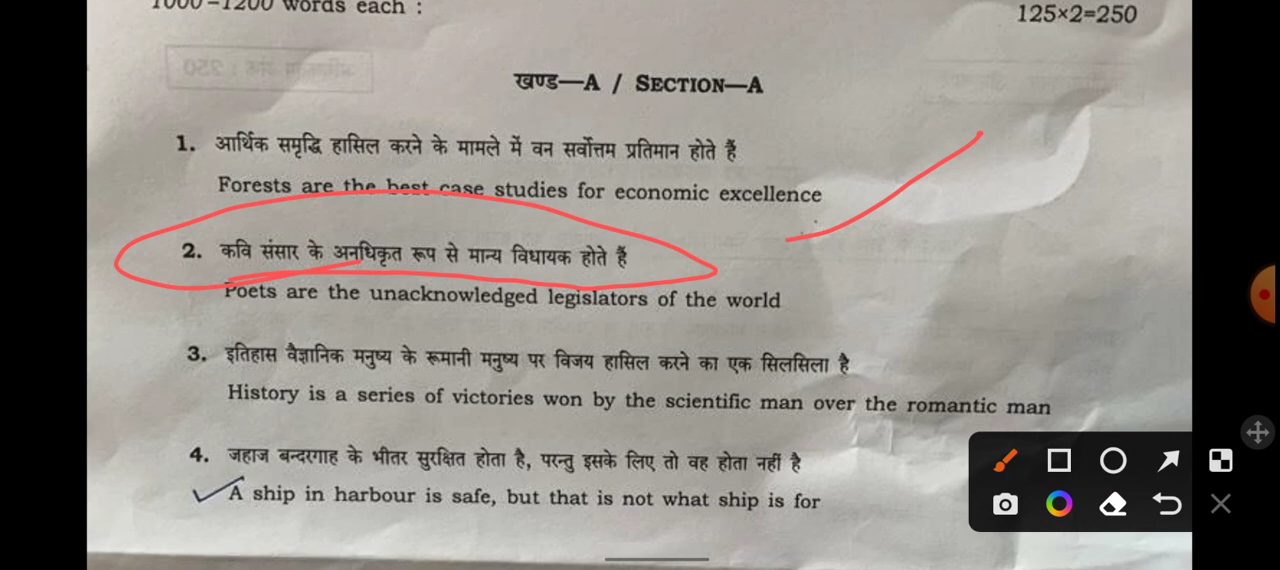 1000–1200 words each :
125×2=250
खण्ड—A / SECTION—A
1. आर्थिक समृद्धि हासिल करने के मामले में वन सर्वोत्तम प्रतिमान होते हैं
Forests are the best case studies for economic excellence
2. कवि संसार के अनधिकृत रूप से मान्य विधायक होते हैं
Poets are the unacknowledged legislators of the world
3. इतिहास वैज्ञानिक मनुष्य के रूमानी मनुष्य पर विजय हासिल करने का एक सिलसिला है
History is a series of victories won by the scientific man over the romantic man
4. जहाज बन्दरगाह के भीतर सुरक्षित होता है, परन्तु इसके लिए तो वह होता नहीं है
A ship in harbour is safe, but that is not what ship is for